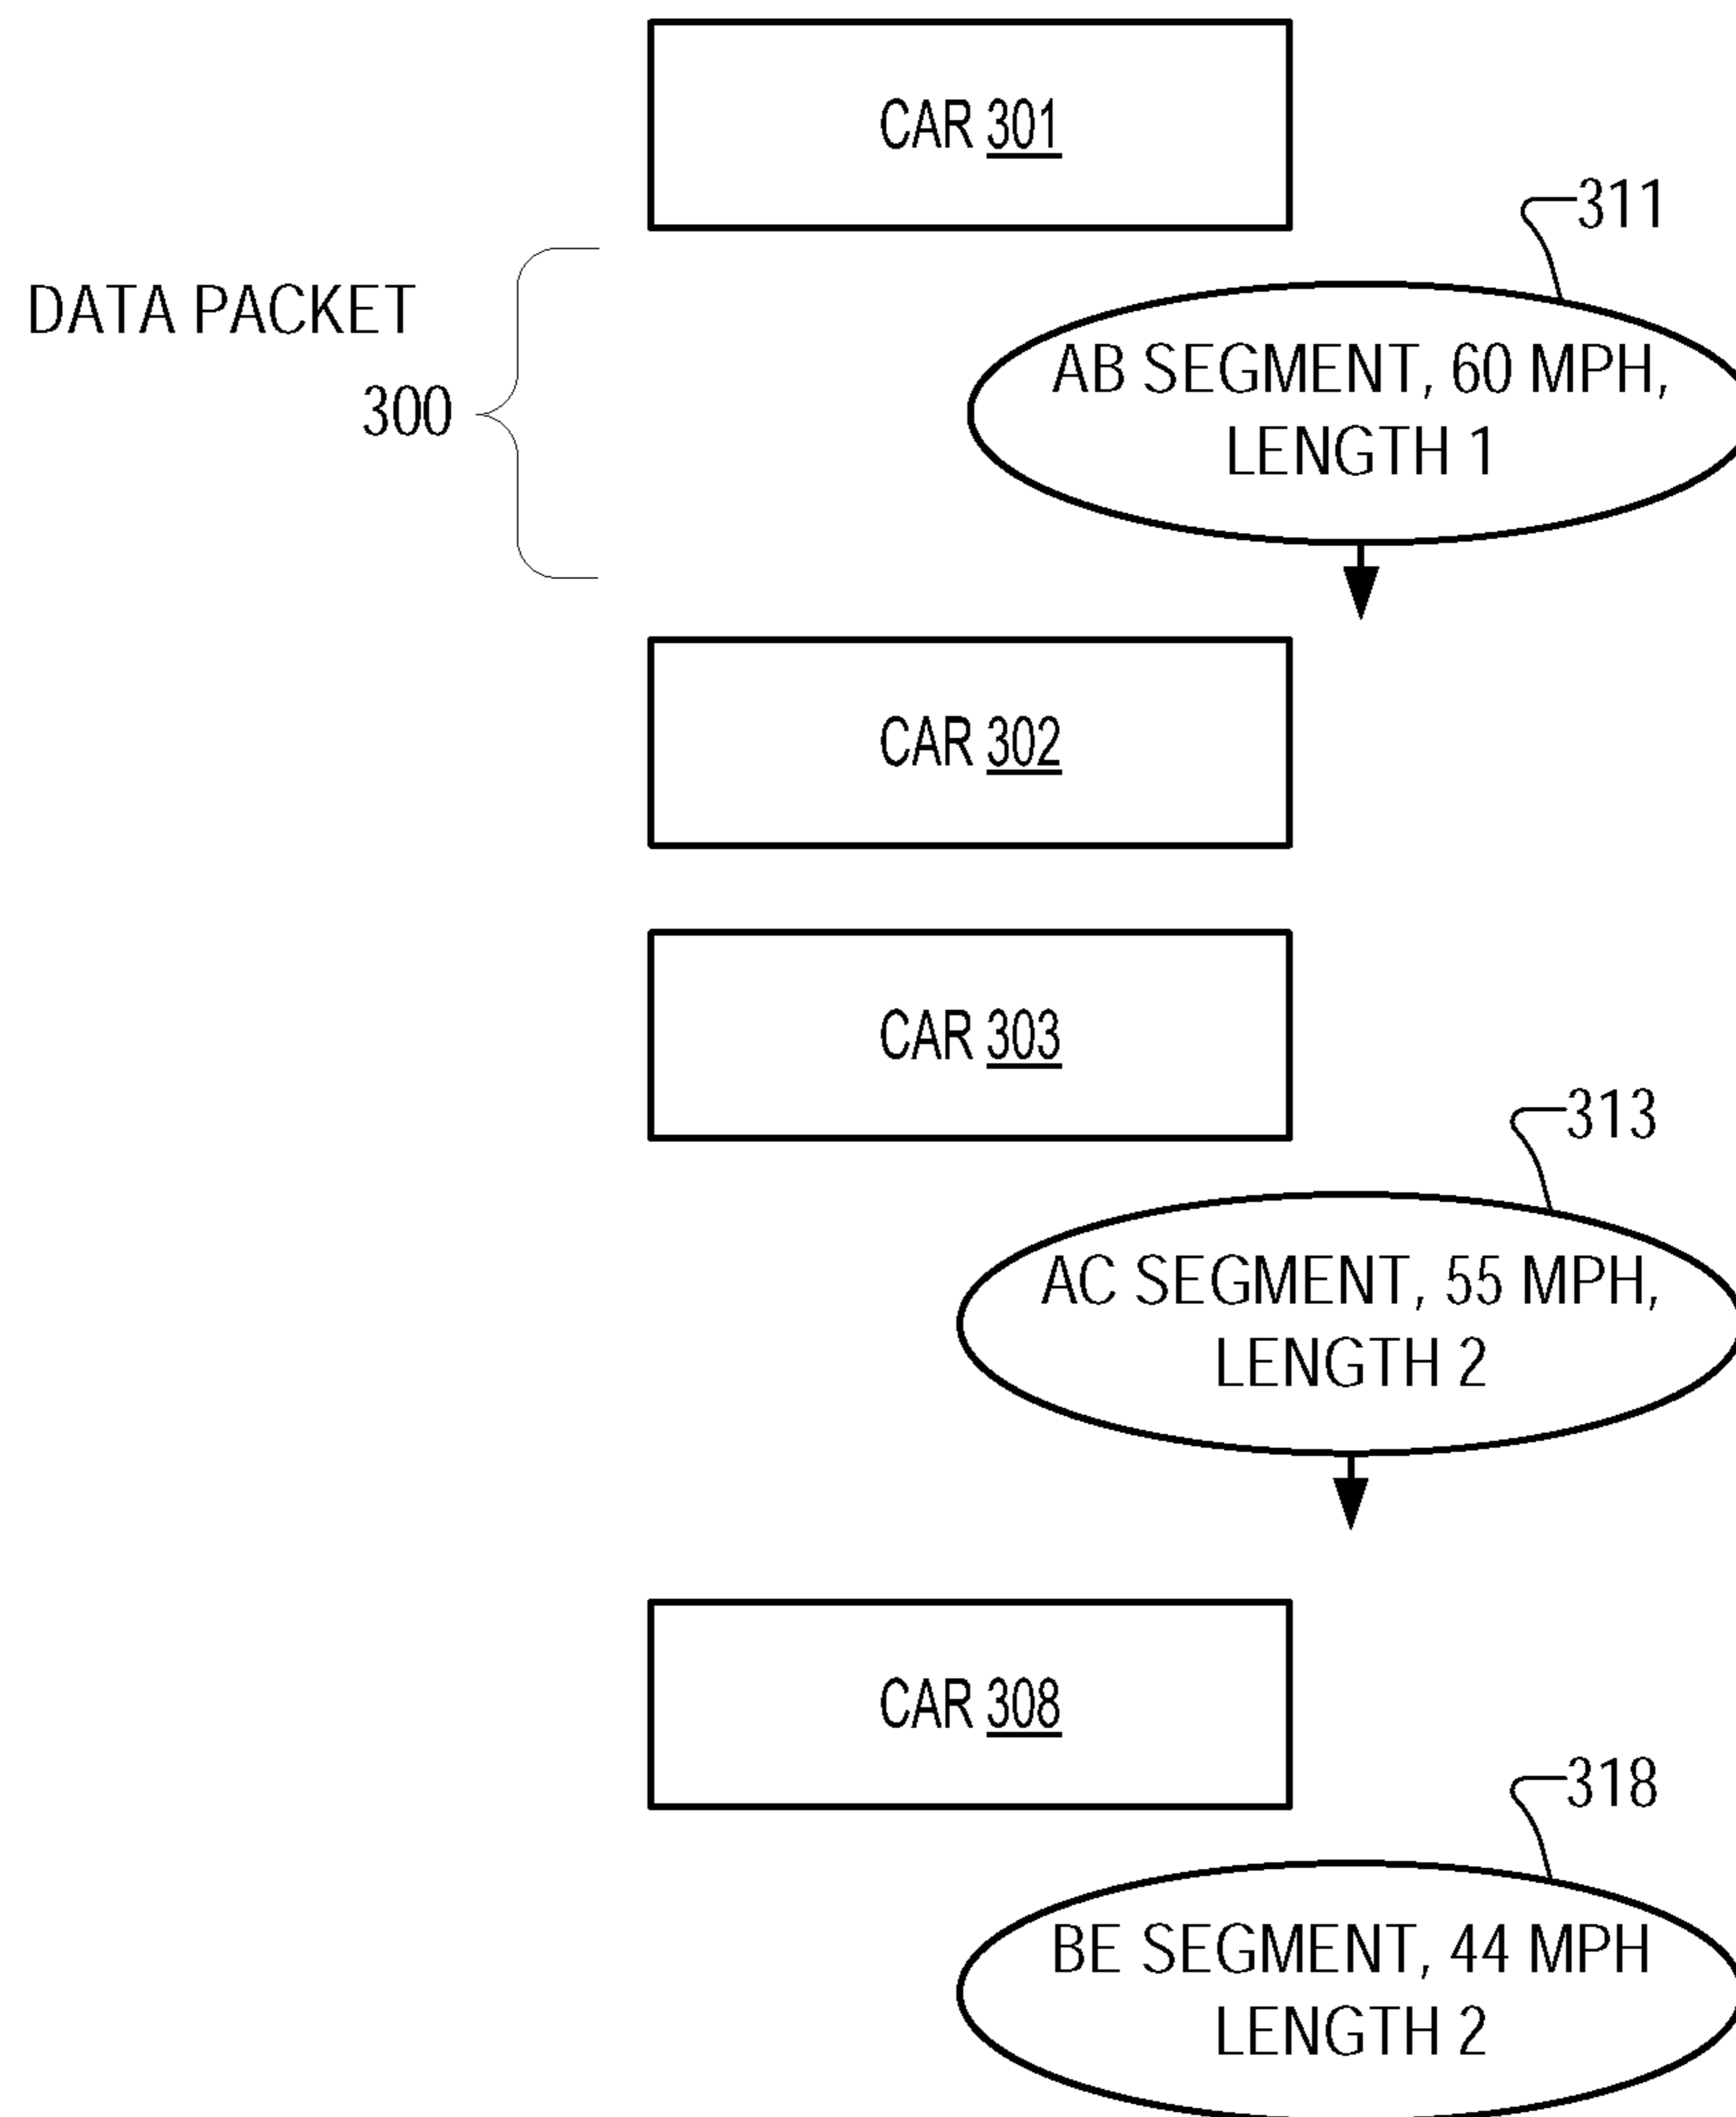 CAR 301
311
DATA PACKET
300
AB SEGMENT, 60 MPH,
LENGTH 1
CAR 302
CAR 303
313
AC SEGMENT, 55 MPH,
LENGTH 2
CAR 308
318
BE SEGMENT, 44 MPH
LENGTH 2